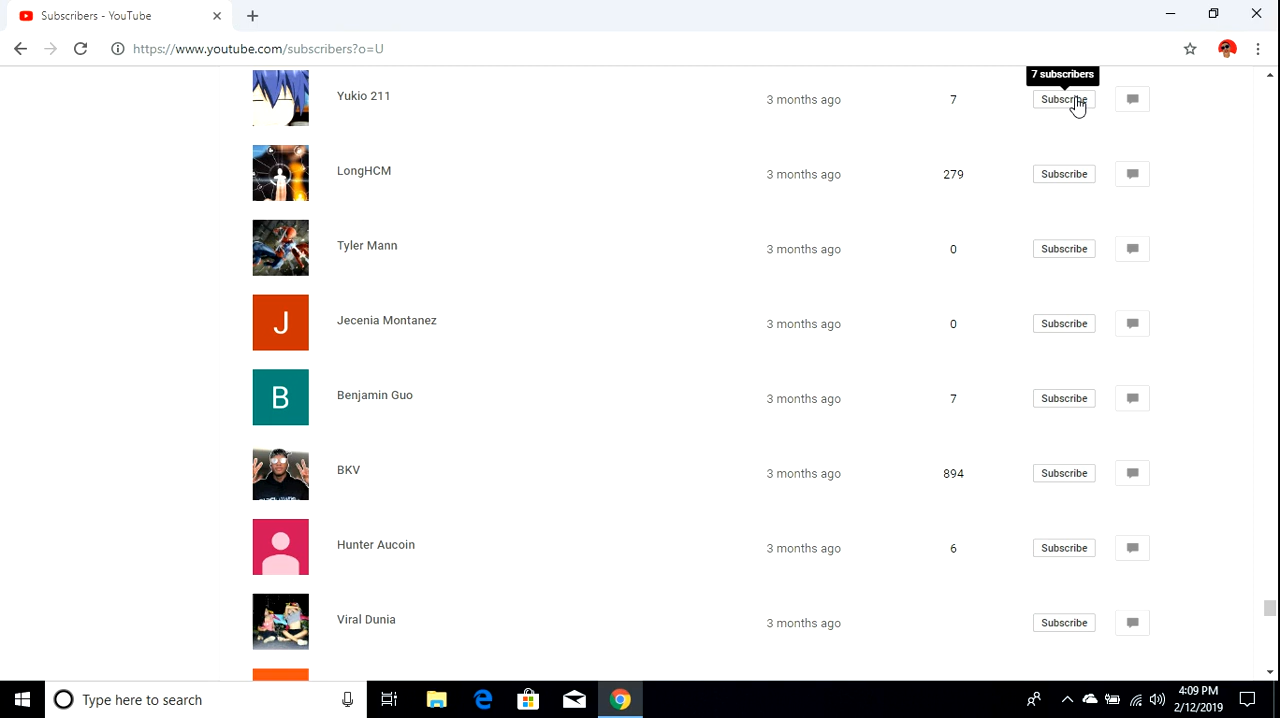 Subscribers - YouTube
https://www.youtube.com/subscribers?o=U
7 subscribers
Yukio 211 3 months ago 7 Subscribe
LongHCM 3 months ago 279 Subscribe
Tyler Mann 3 months ago 0 Subscribe
J Jecenia Montanez 3 months ago 0 Subscribe
B Benjamin Guo 3 months ago 7 Subscribe
BKV 3 months ago 894 Subscribe
Hunter Aucoin 3 months ago 6 Subscribe
Viral Dunia 3 months ago Subscribe
Type here to search
4:09 PM
2/12/2019